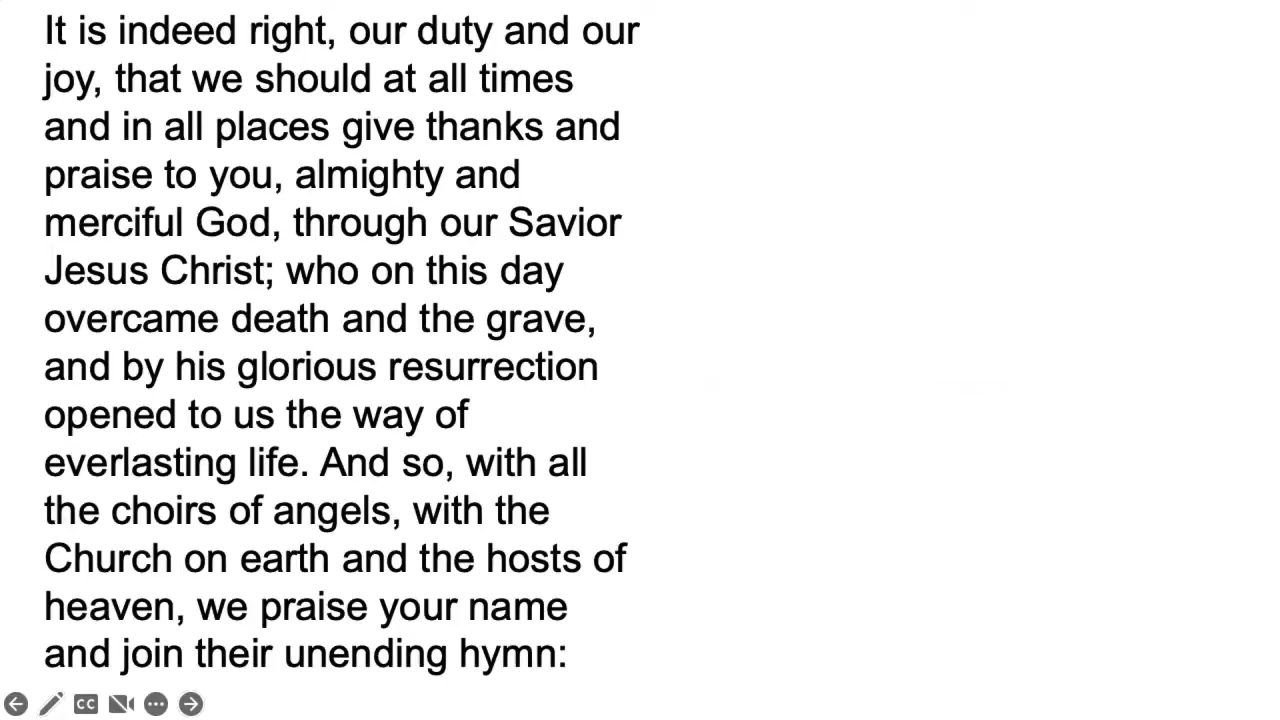 It is indeed right, our duty and our
joy, that we should at all times
and in all places give thanks and
praise to you, almighty and
merciful God, through our Savior
Jesus Christ; who on this day
overcame death and the grave,
and by his glorious resurrection
opened to us the way of
everlasting life. And so, with all
the choirs of angels, with the
Church on earth and the hosts of
heaven, we praise your name
and join their unending hymn:
CC